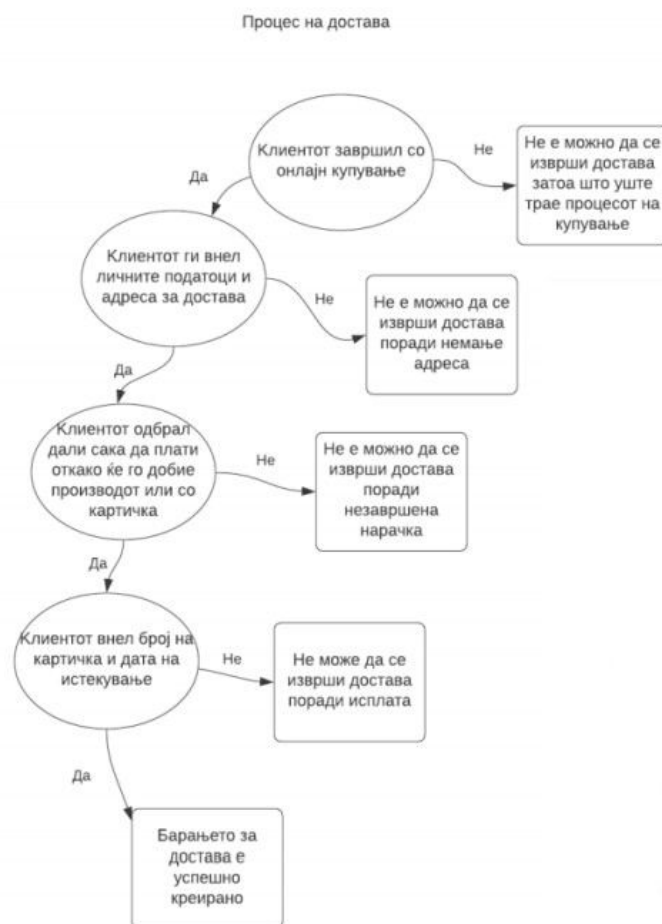 Процес на достава
Клиентот завршил со
онлајн купување
Не
Не е можно да се
изврши достава
затоа што уште
трае процесот на
купување
Да
Клиентот ги внел
личните податоци и
адреса за достава
Не
Не е можно да се
изврши достава
поради немање
адреса
Да
Клиентот одбрал
дали сака да плати
откако ќе го добие
производот или со
картичка
Не
Не е можно да се
изврши достава
поради
незавршена
нарачка
Да
Клиентот внел број на
картичка и дата на
истекување
Не
Не може да се
изврши достава
поради исплата
Да
Барањето за
достава е
успешно
креирано